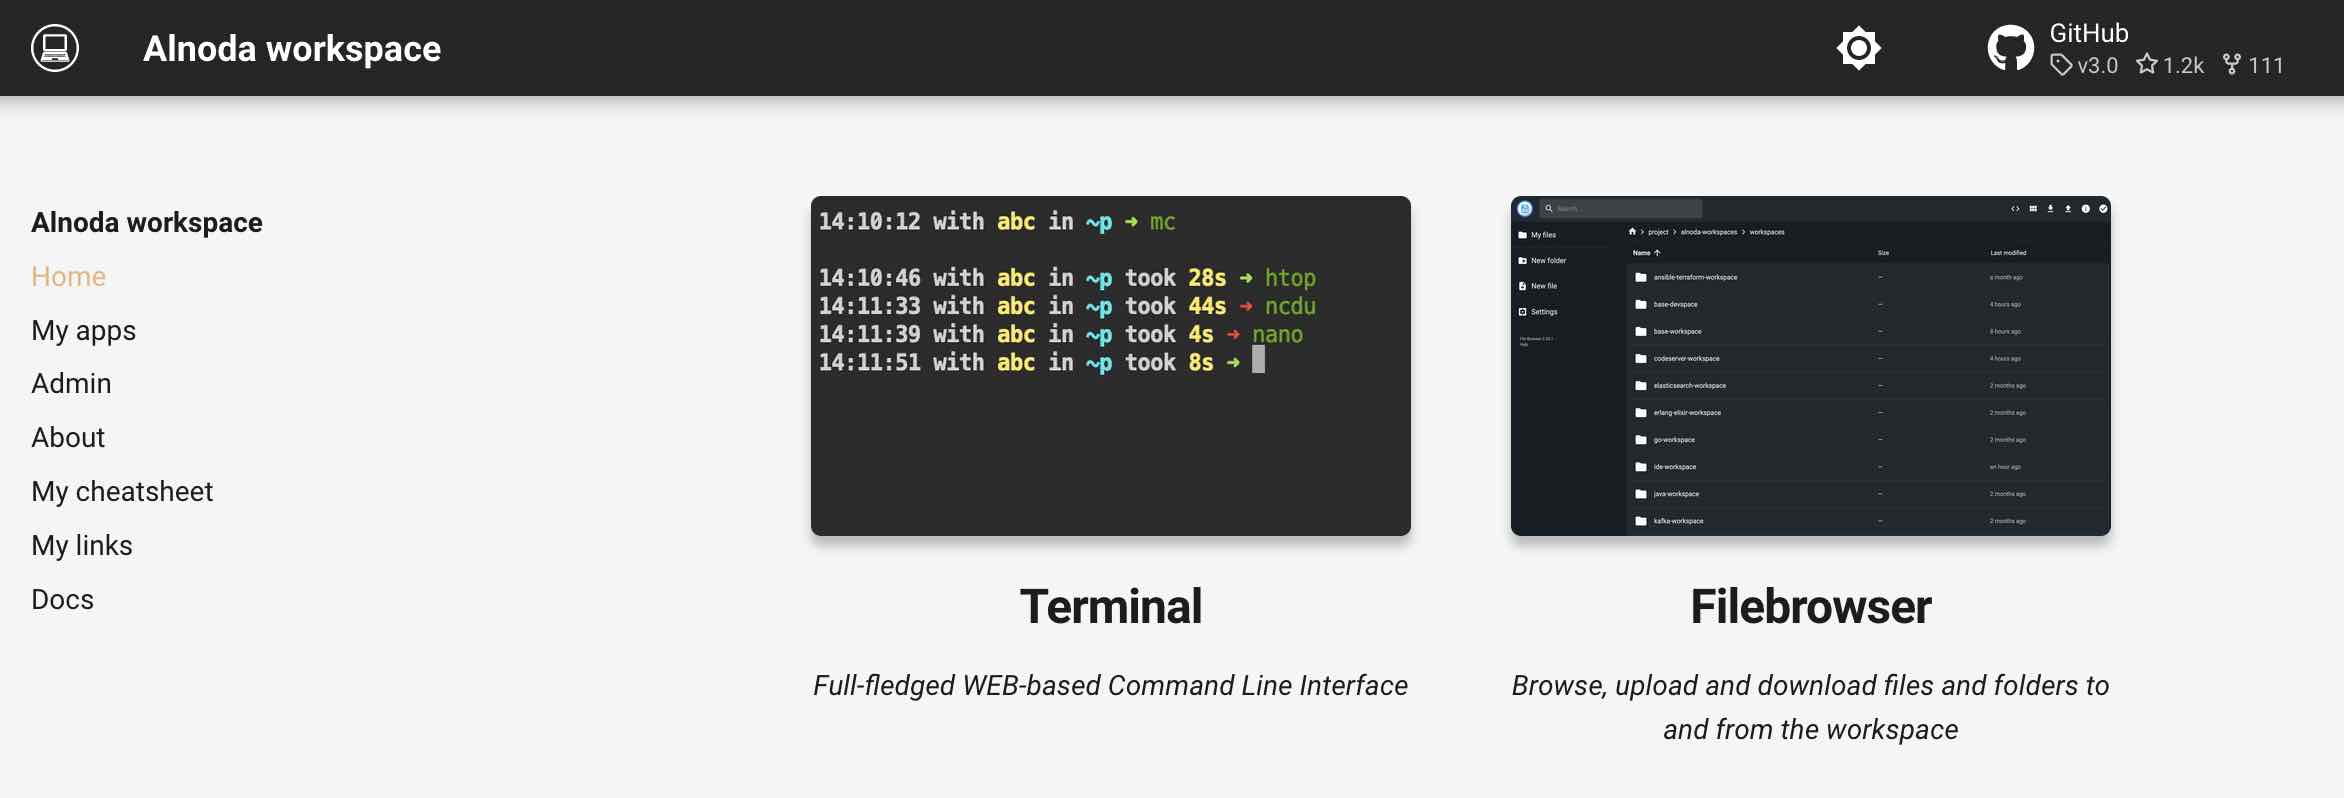 Alnoda workspace
GitHub
v3.0 1.2k 111
Alnoda workspace
Home
My apps
Admin
About
My cheatsheet
My links
Docs
14:10:12 with abc in ~p ➜ mc
14:10:46 with abc in ~p took 28s ➜ htop
14:11:33 with abc in ~p took 44s ➜ ncdu
14:11:39 with abc in ~p took 4s ➜ nano
14:11:51 with abc in ~p took 8s ➜
Terminal
Full-fledged WEB-based Command Line Interface
Search...
My files
New folder
New file
Settings
project > alnoda-workspaces > workspaces
Name Size Last modified
ansible-terraform-workspace — a month ago
base-devspace — 4 hours ago
base-workspace — hours ago
codeserver-workspace — 4 hours ago
elasticsearch-workspace — 2 months ago
erlang-elixir-workspace — 2 months ago
go-workspace — 2 months ago
ide-workspace — an hour ago
java-workspace — 2 months ago
kafka-workspace — 2 months ago
Filebrowser
Browse, upload and download files and folders to
and from the workspace